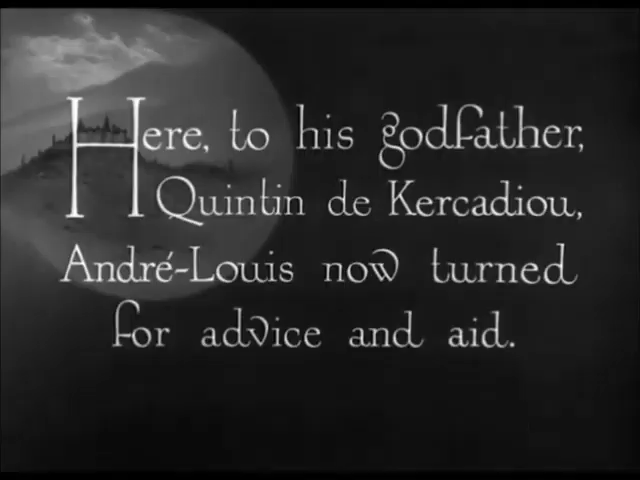 Here, to his godfather,
Quintin de Kercadiou,
André-Louis now turned
for advice and aid.